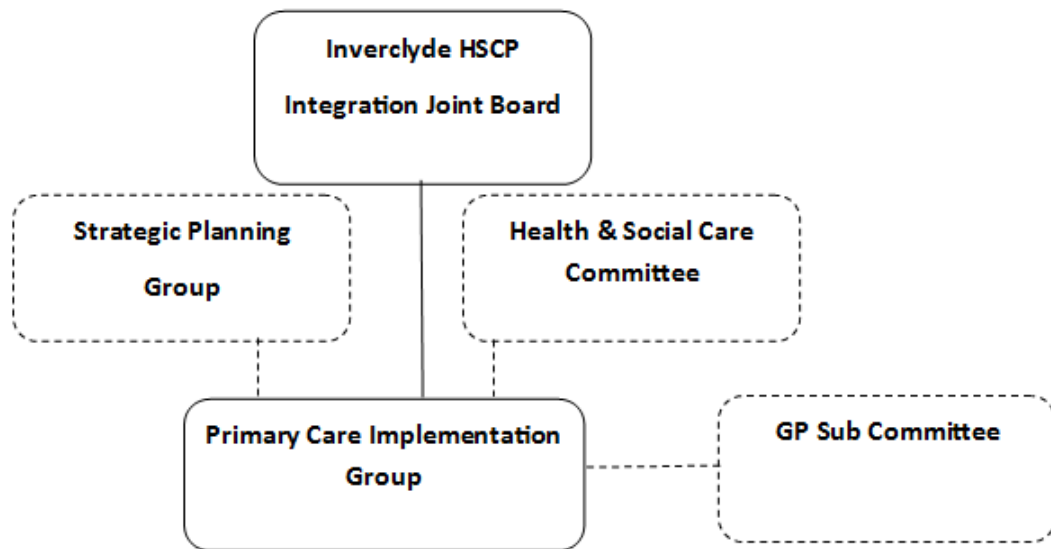 Inverclyde HSCP
Integration Joint Board
Strategic Planning
Group
Health & Social Care
Committee
Primary Care Implementation
Group
GP Sub Committee